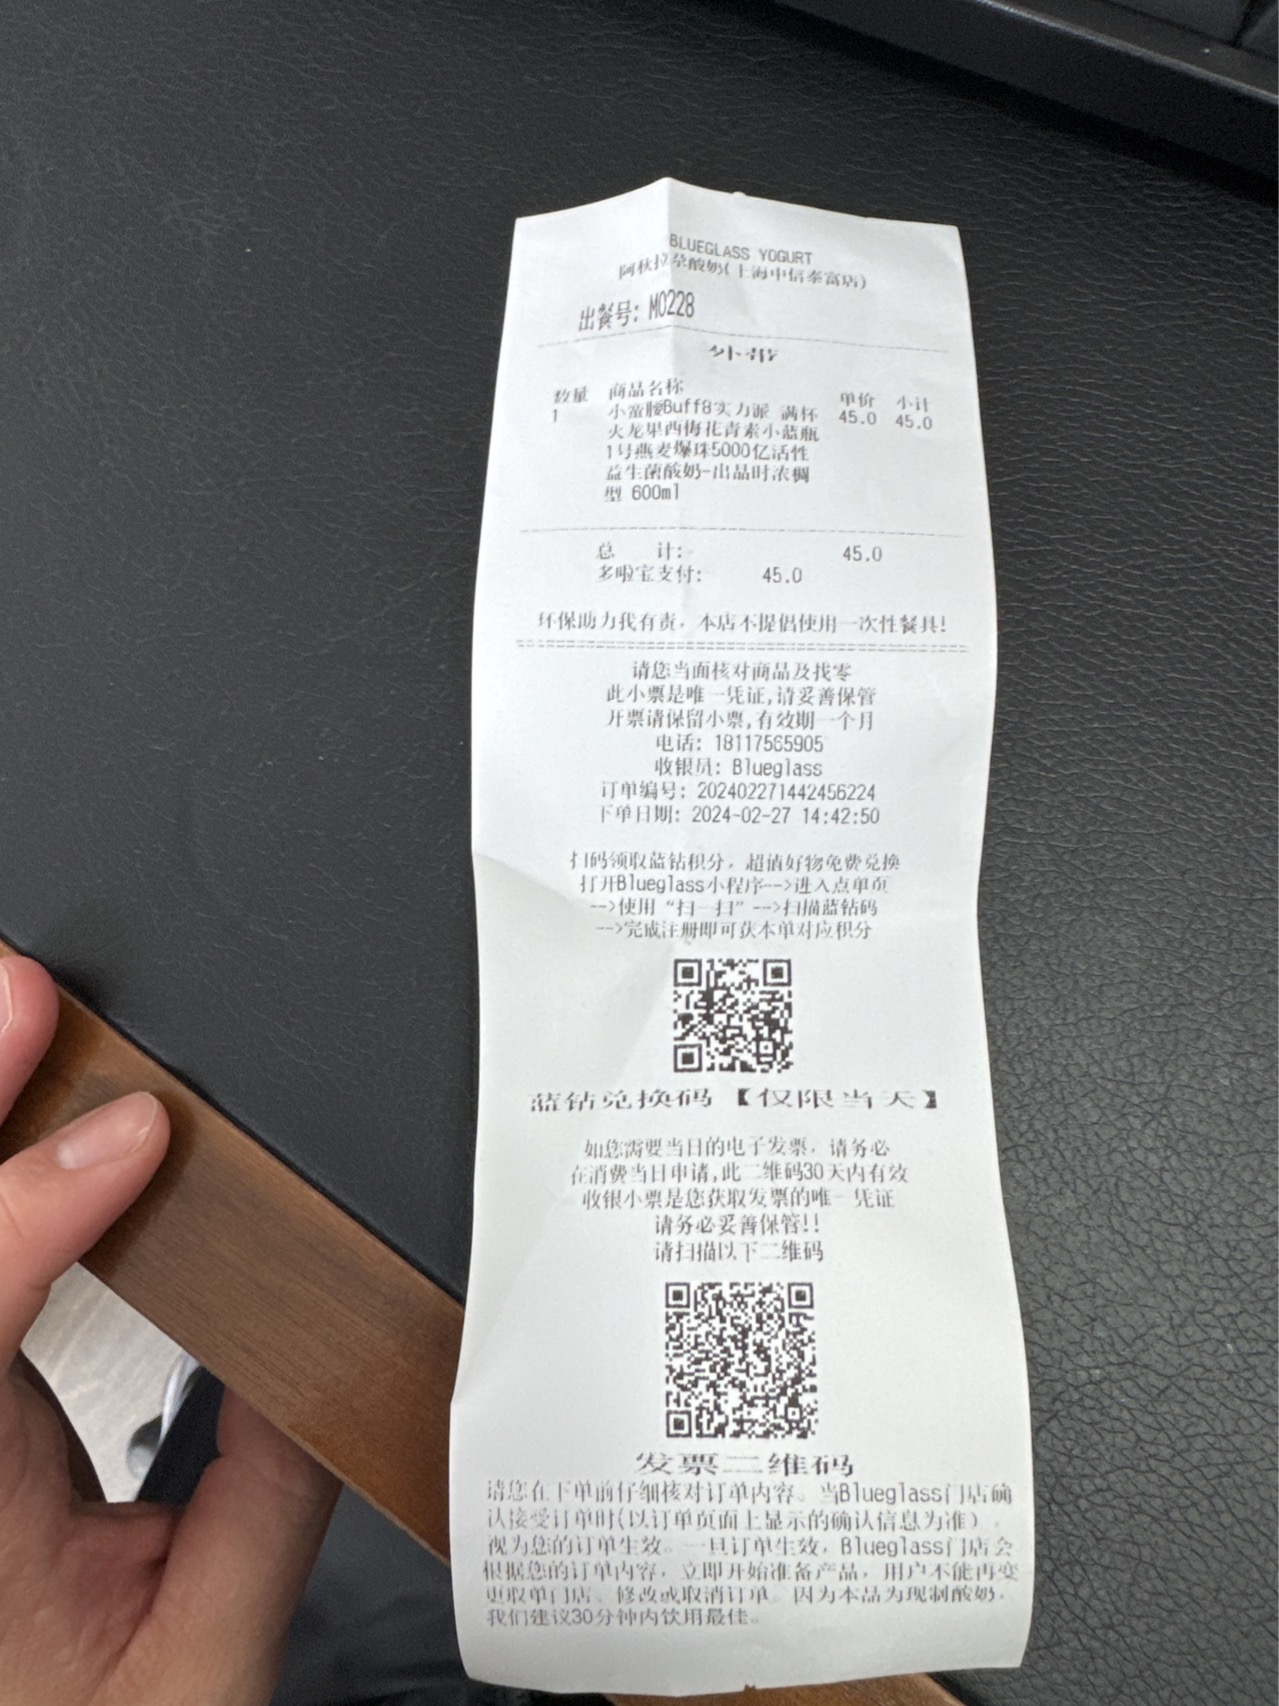 BLUEGLASS YOGURT
阿秋拉尕酸奶(上海中信泰富店)
出餐号: M0228
外带
数量 商品名称 单价 小计
1 小蛮腰Buff8实力派 满杯 45.0 45.0
火龙果西梅花青素小蓝瓶
1号燕麦爆珠5000亿活性
益生菌酸奶-出品时浓稠
型 600ml
总 计: 45.0
多啦宝支付: 45.0
环保助力我有责，本店不提倡使用一次性餐具!
请您当面核对商品及找零
此小票是唯一凭证,请妥善保管
开票请保留小票,有效期一个月
电话: 18117565905
收银员: Blueglass
订单编号: 202402271442456224
下单日期: 2024-02-27 14:42:50
扫码领取蓝钻积分，超值好物免费兑换
打开Blueglass小程序-->进入点单页
-->使用“扫一扫”-->扫描蓝钻码
-->完成注册即可获本单对应积分
蓝钻兑换码【仅限当天】
如您需要当日的电子发票，请务必
在消费当日申请,此二维码30天内有效
收银小票是您获取发票的唯一凭证
请务必妥善保管!!
请扫描以下二维码
发票二维码
请您在下单前仔细核对订单内容。当Blueglass门店确
认接受订单时(以订单页面上显示的确认信息为准)，
视为您的订单生效。一旦订单生效，Blueglass门店会
根据您的订单内容，立即开始准备产品，用户不能再变
更取单门店、修改或取消订单。因为本品为现制酸奶，
我们建议30分钟内饮用最佳。